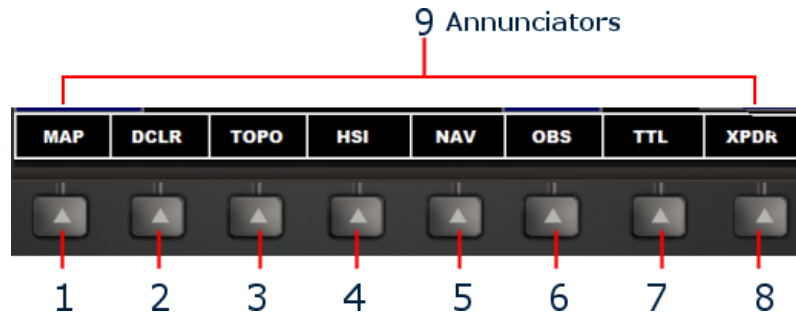 9 Annunciators
MAP DCLR TOPO HSI NAV OBS TTL XPDR
1 2 3 4 5 6 7 8